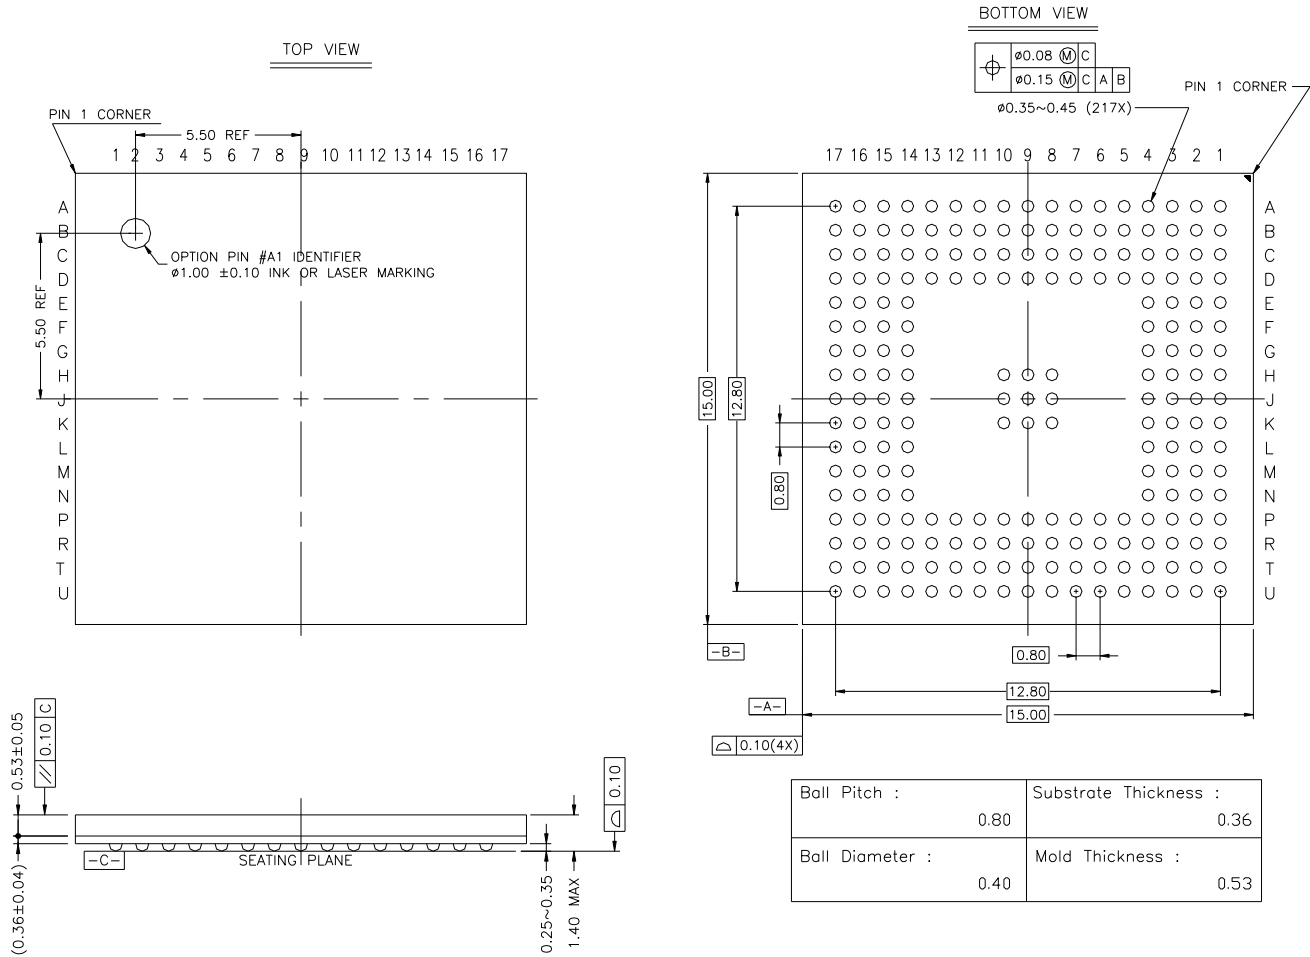 TOP VIEW
PIN 1 CORNER
5.50 REF
1 2 3 4 5 6 7 8 9 10 11 12 13 14 15 16 17
A
B
C
D
E
F
G
H
J
K
L
M
N
P
R
T
U
OPTION PIN #A1 IDENTIFIER
ø1.00 ±0.10 INK OR LASER MARKING
5.50 REF
BOTTOM VIEW
ø0.08 Ⓜ C
ø0.15 Ⓜ C A B
ø0.35~0.45 (217X)
PIN 1 CORNER
17 16 15 14 13 12 11 10 9 8 7 6 5 4 3 2 1
A
B
C
D
E
F
G
H
J
K
L
M
N
P
R
T
U
15.00
12.80
0.80
-B-
0.80
12.80
-A-
15.00
⌓ 0.10(4X)
0.53±0.05
// 0.10 C
(0.36±0.04)
-C-
SEATING PLANE
0.25~0.35
1.40 MAX
⌓ 0.10
Ball Pitch :
0.80
Substrate Thickness :
0.36
Ball Diameter :
0.40
Mold Thickness :
0.53